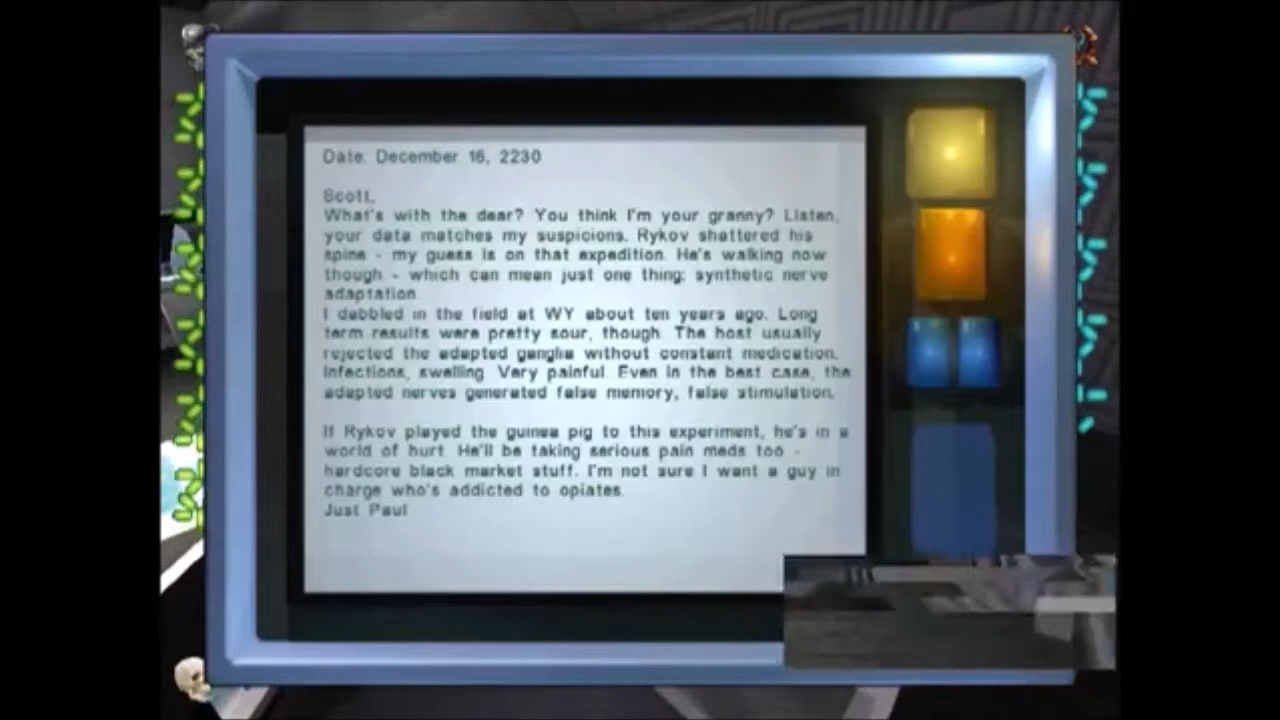 Date: December 16, 2230
Scott,
What's with the dear? You think I'm your granny? Listen,
your data matches my suspicions. Rykov shattered his
spine - my guess is on that expedition. He's walking now
though - which can mean just one thing: synthetic nerve
adaptation.
I dabbled in the field at WY about ten years ago. Long
term results were pretty sour, though. The host usually
rejected the adapted ganglia without constant medication.
Infections, swelling. Very painful. Even in the best case, the
adapted nerves generated false memory, false stimulation.
If Rykov played the guinea pig to this experiment, he's in a
world of hurt. He'll be taking serious pain meds too -
hardcore black market stuff. I'm not sure I want a guy in
charge who's addicted to opiates.
Just Paul